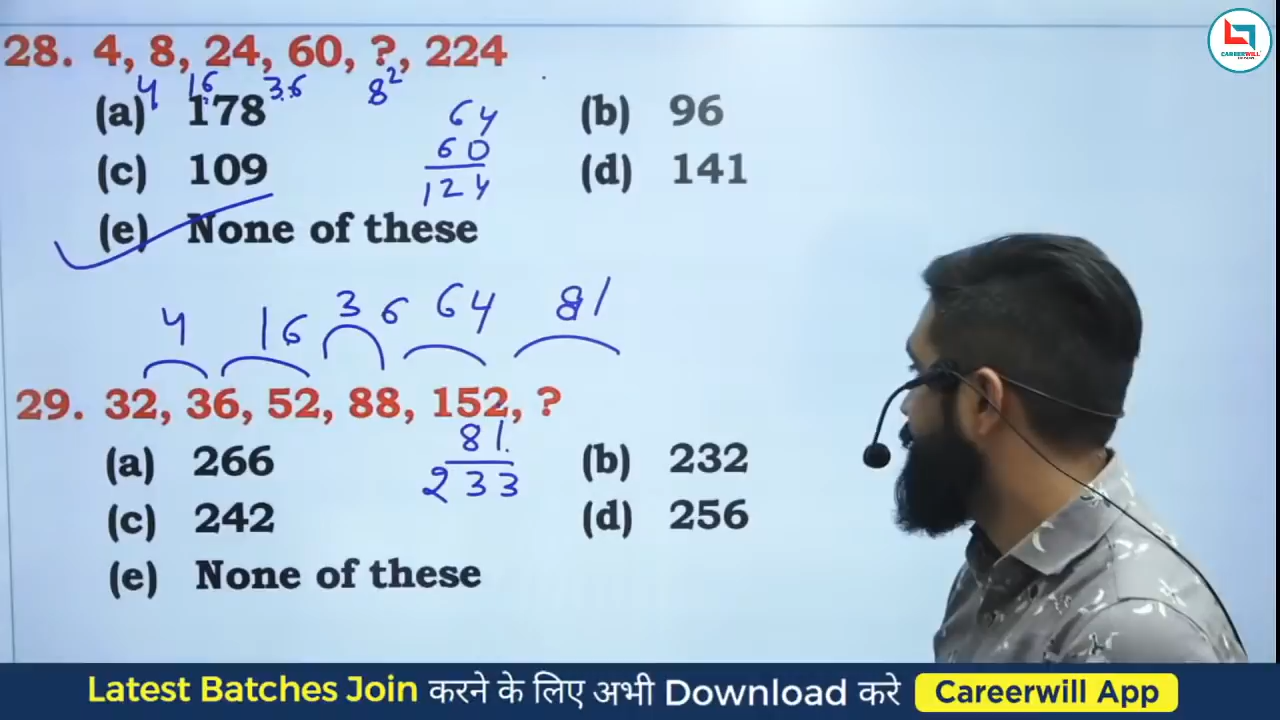 CAREERWILL
28. 4, 8, 24, 60, ?, 224
4 16 36 8²
(a) 178 (b) 96
64
60
124
(c) 109 (d) 141
(e) None of these
4 16 36 64 81
29. 32, 36, 52, 88, 152, ?
81
233
(a) 266 (b) 232
(c) 242 (d) 256
(e) None of these
Latest Batches Join करने के लिए अभी Download करे Careerwill App